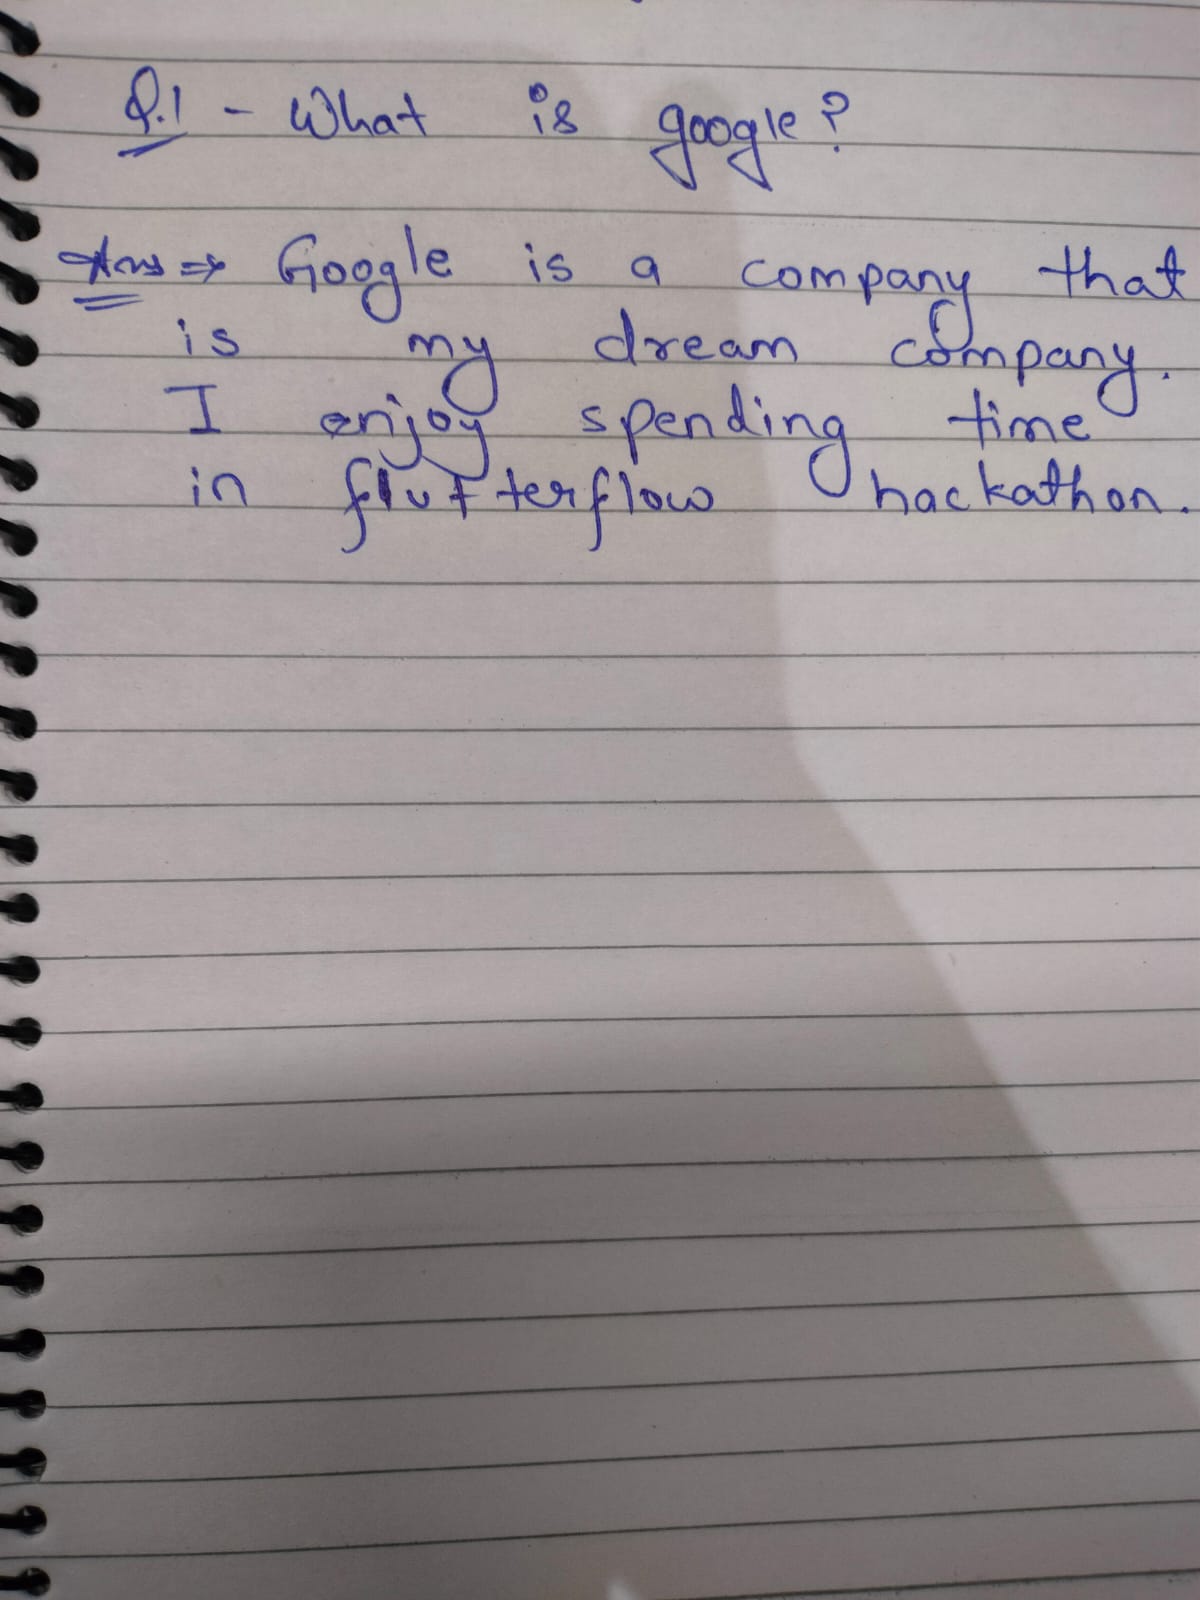 Q.1 - What is google?
Ans ⇒ Google is a company that
is my dream company.
I enjoy spending time
in flutterflow hackathon.